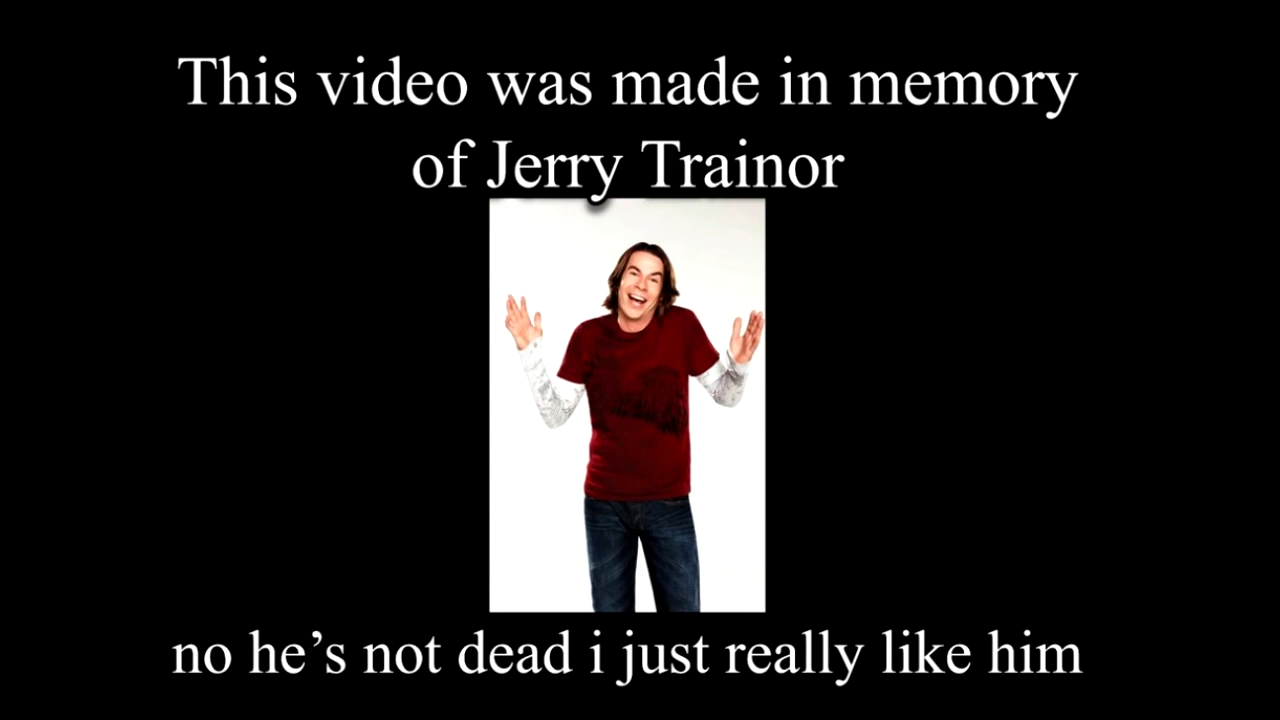 This video was made in memory
of Jerry Trainor
no he’s not dead i just really like him